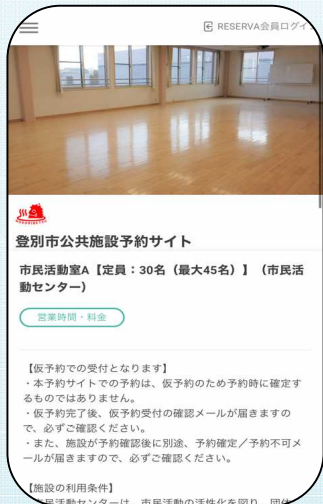 RESERVA会員ログイン
登別市公共施設予約サイト
市民活動室A【定員：30名（最大45名）】（市民活
動センター）
営業時間・料金
【仮予約での受付となります】
・本予約サイトでの予約は、仮予約のため予約時に確定す
るものではありません。
・仮予約完了後、仮予約受付の確認メールが届きますの
で、必ずご確認ください。
・また、施設が予約確認後に別途、予約確定／予約不可メ
ールが届きますので、必ずご確認ください。
【施設の利用条件】
民活動センターは、市民活動の活性化を図り、団体